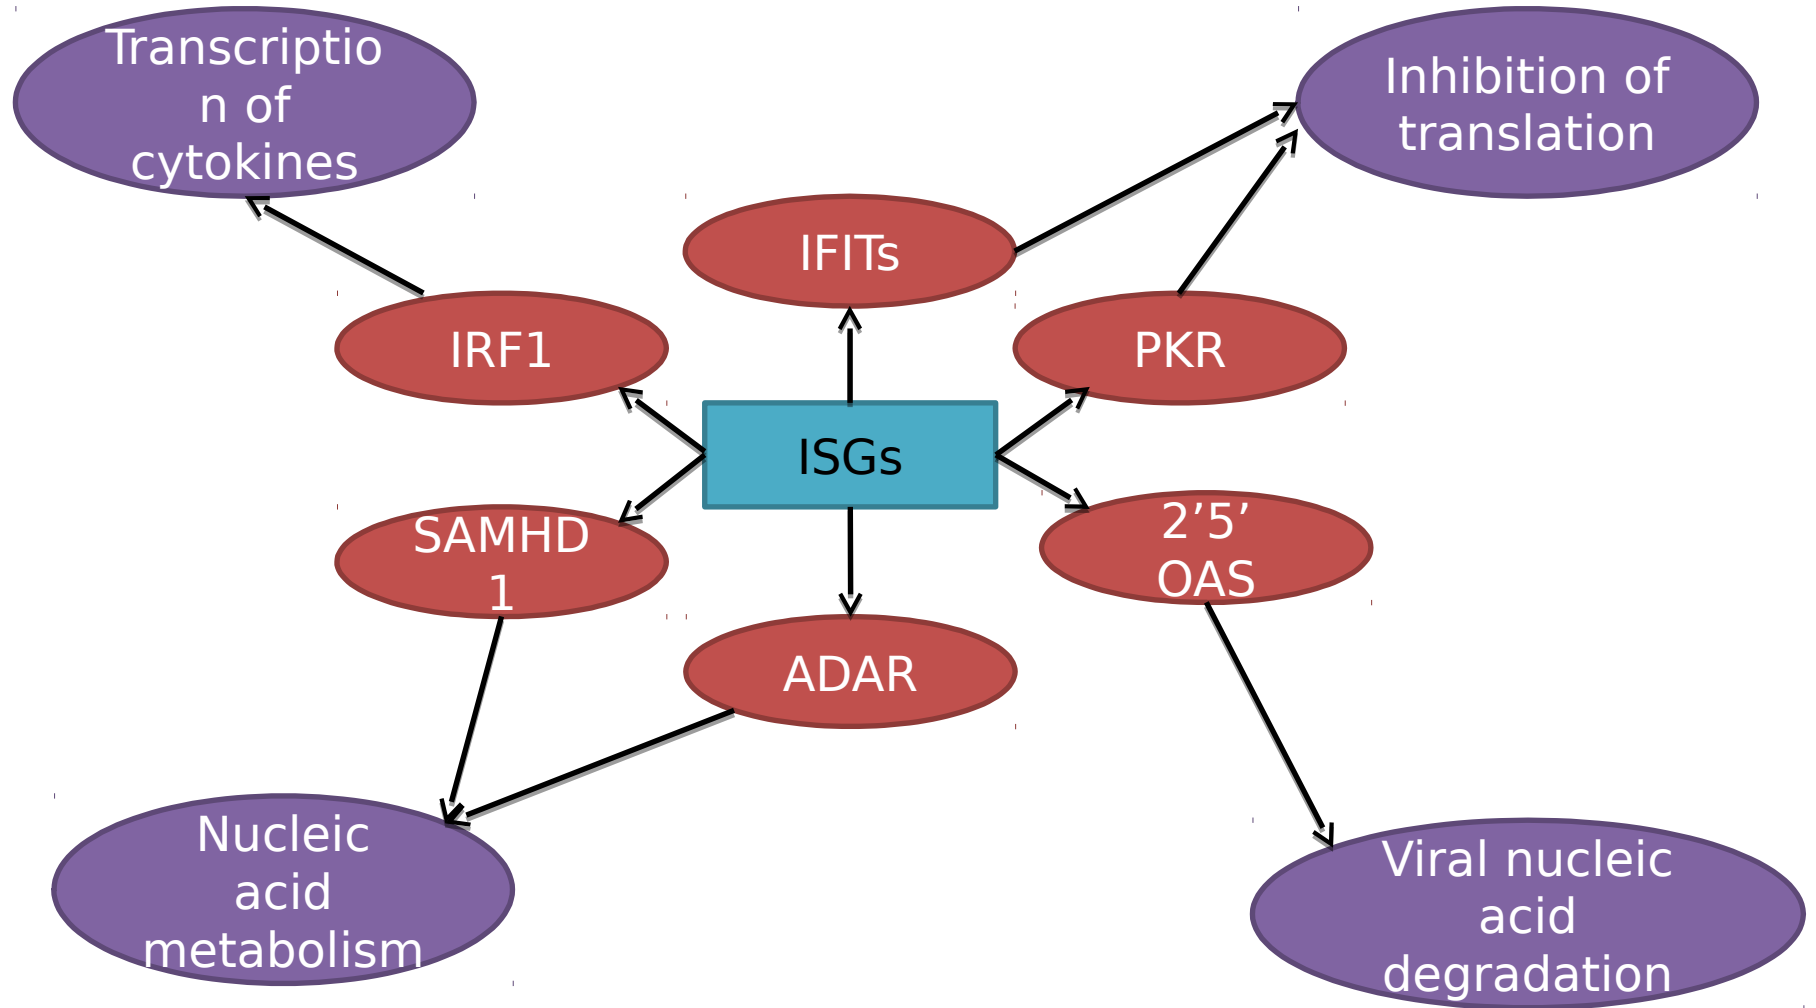 Transcriptio
n of
cytokines
Inhibition of
translation
IFITs
IRF1
PKR
ISGs
SAMHD
1
2’5’
OAS
ADAR
Nucleic
acid
metabolism
Viral nucleic
acid
degradation